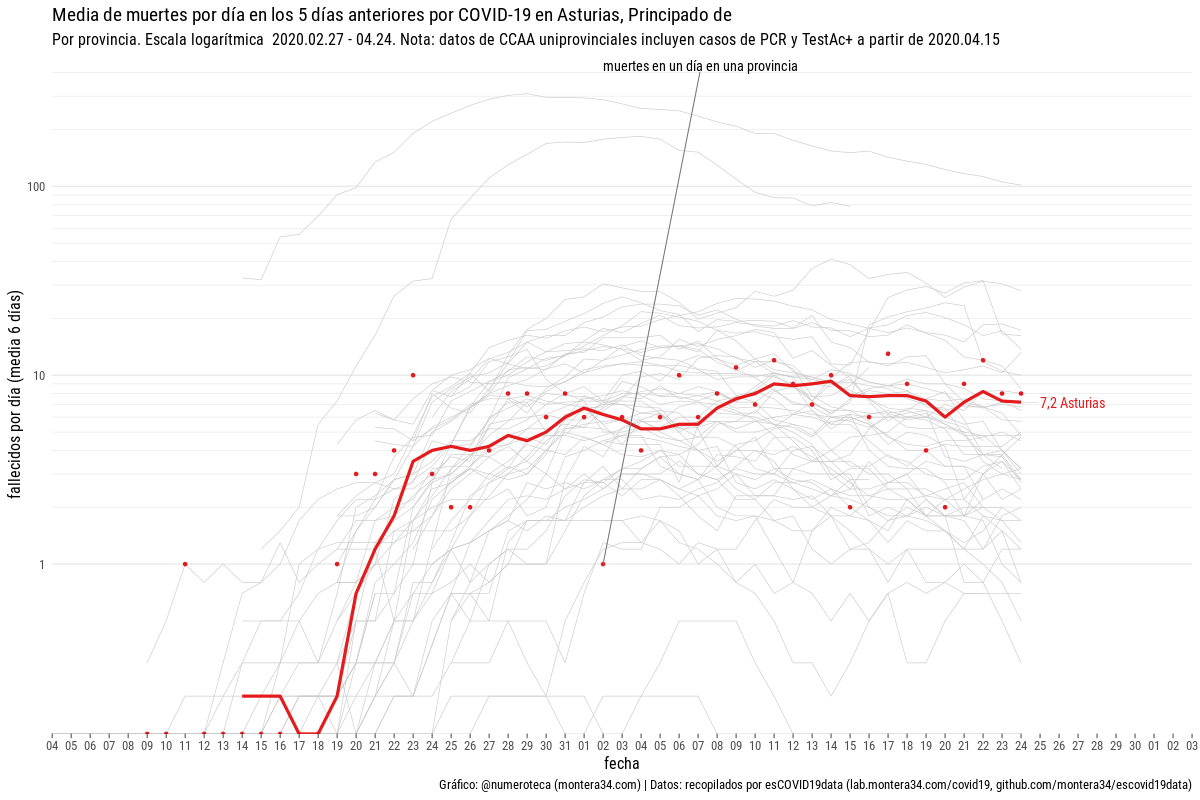 Media de muertes por día en los 5 días anteriores por COVID-19 en Asturias, Principado de
Por provincia. Escala logarítmica  2020.02.27 - 04.24. Nota: datos de CCAA uniprovinciales incluyen casos de PCR y TestAc+ a partir de 2020.04.15
muertes en un día en una provincia
100
10
1
fallecidos por día (media 6 días)
7,2 Asturias
04 05 06 07 08 09 10 11 12 13 14 15 16 17 18 19 20 21 22 23 24 25 26 27 28 29 30 31 01 02 03 04 05 06 07 08 09 10 11 12 13 14 15 16 17 18 19 20 21 22 23 24 25 26 27 28 29 30 01 02 03
fecha
Gráfico: @numeroteca (montera34.com) | Datos: recopilados por esCOVID19data (lab.montera34.com/covid19, github.com/montera34/escovid19data)